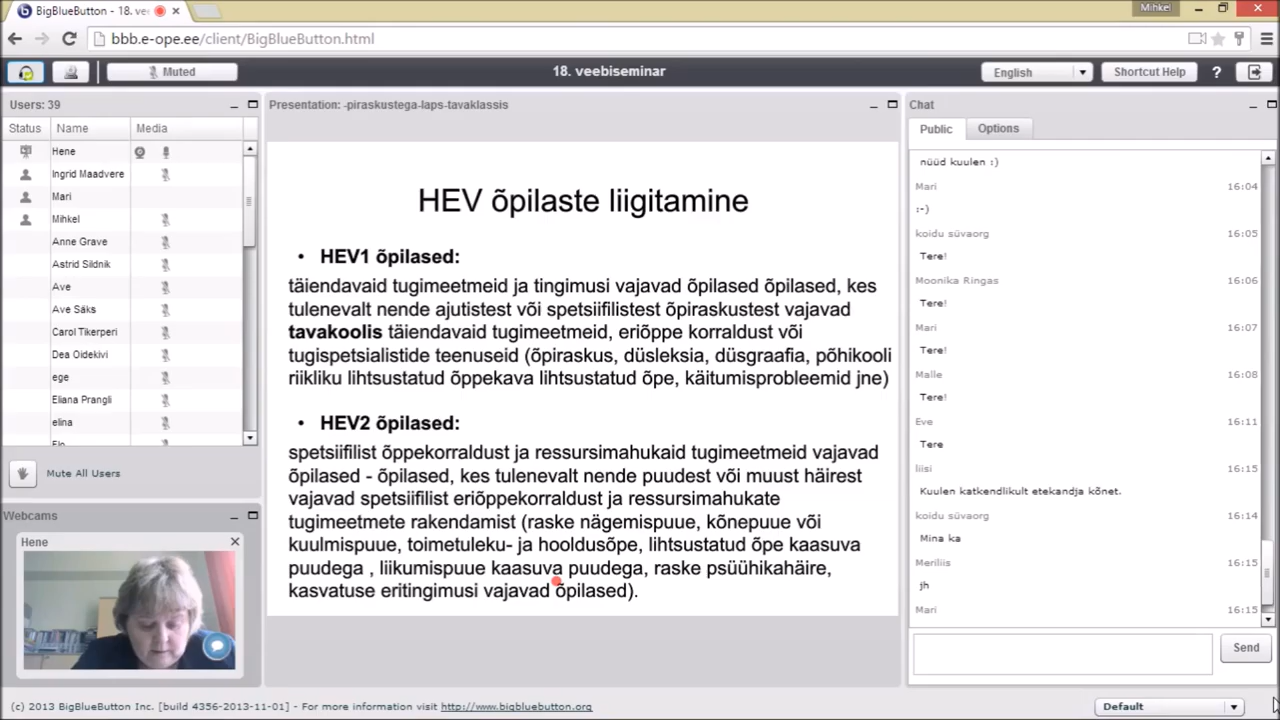 BigBlueButton - 18. vee
Mihkel
bbb.e-ope.ee/client/BigBlueButton.html
Muted
18. veebiseminar
English
Shortcut Help
?
Users: 39
Status Name Media
Hene
Ingrid Maadvere
Mari
Mihkel
Anne Grave
Astrid Sildnik
Ave
Ave Säks
Carol Tikerperi
Dea Oidekivi
ege
Eliana Prangli
elina
Elo
Mute All Users
Webcams
Hene
Presentation: -piraskustega-laps-tavaklassis
HEV õpilaste liigitamine
• HEV1 õpilased:
täiendavaid tugimeetmeid ja tingimusi vajavad õpilased õpilased, kes
tulenevalt nende ajutistest või spetsiifilistest õpiraskustest vajavad
tavakoolis täiendavaid tugimeetmeid, eriõppe korraldust või
tugispetsialistide teenuseid (õpiraskus, düsleksia, düsgraafia, põhikooli
riikliku lihtsustatud õppekava lihtsustatud õpe, käitumisprobleemid jne)
• HEV2 õpilased:
spetsiifilist õppekorraldust ja ressursimahukaid tugimeetmeid vajavad
õpilased - õpilased, kes tulenevalt nende puudest või muust häirest
vajavad spetsiifilist eriõppekorraldust ja ressursimahukate
tugimeetmete rakendamist (raske nägemispuue, kõnepuue või
kuulmispuue, toimetuleku- ja hooldusõpe, lihtsustatud õpe kaasuva
puudega , liikumispuue kaasuva puudega, raske psüühikahäire,
kasvatuse eritingimusi vajavad õpilased).
Chat
Public Options
nüüd kuulen :)
Mari 16:04
:-)
koidu süvaorg 16:05
Tere!
Moonika Ringas 16:06
Tere!
Mari 16:07
Tere!
Malle 16:08
Tere!
Eve 16:11
Tere
liisi 16:15
Kuulen katkendlikult etekandja kõnet.
koidu süvaorg 16:14
Mina ka
Meriliis 16:15
jh
Mari 16:15
Send
(c) 2013 BigBlueButton Inc. [build 4356-2013-11-01] - For more information visit http://www.bigbluebutton.org
Default